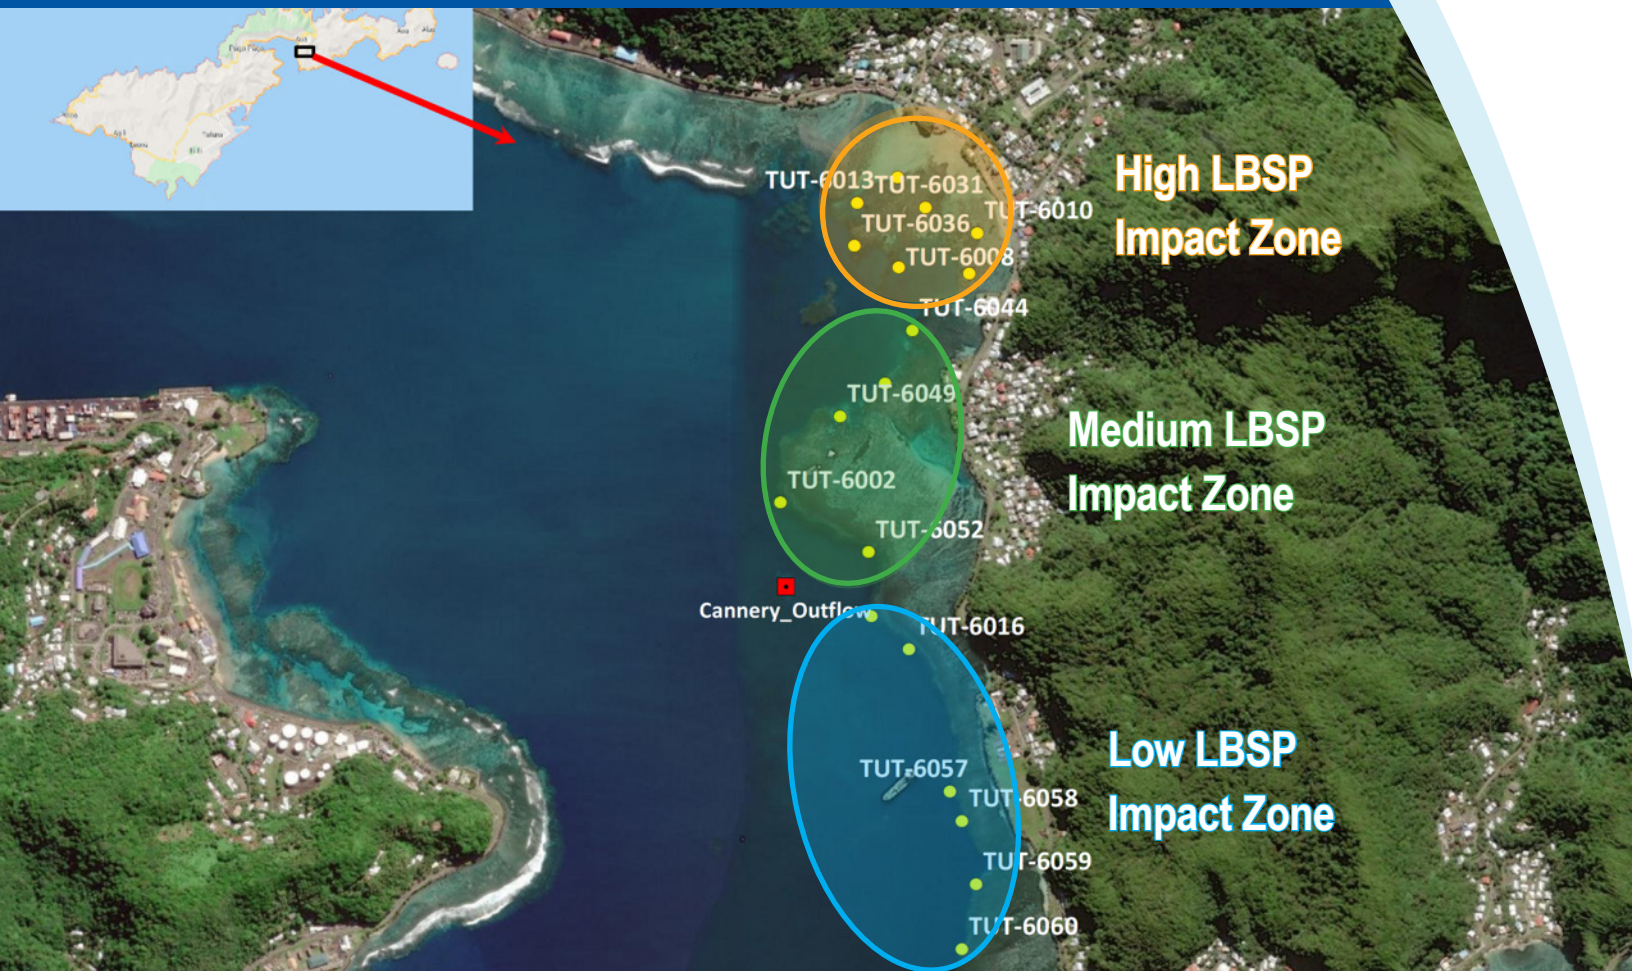 Pago Pago
TUT-6013
TUT-6031
TUT-6010
TUT-6036
TUT-6008
TUT-6044
TUT-6049
TUT-6002
TUT-6052
Cannery_Outflow
TUT-6016
TUT-6057
TUT-6058
TUT-6059
TUT-6060
High LBSP
Impact Zone
Medium LBSP
Impact Zone
Low LBSP
Impact Zone